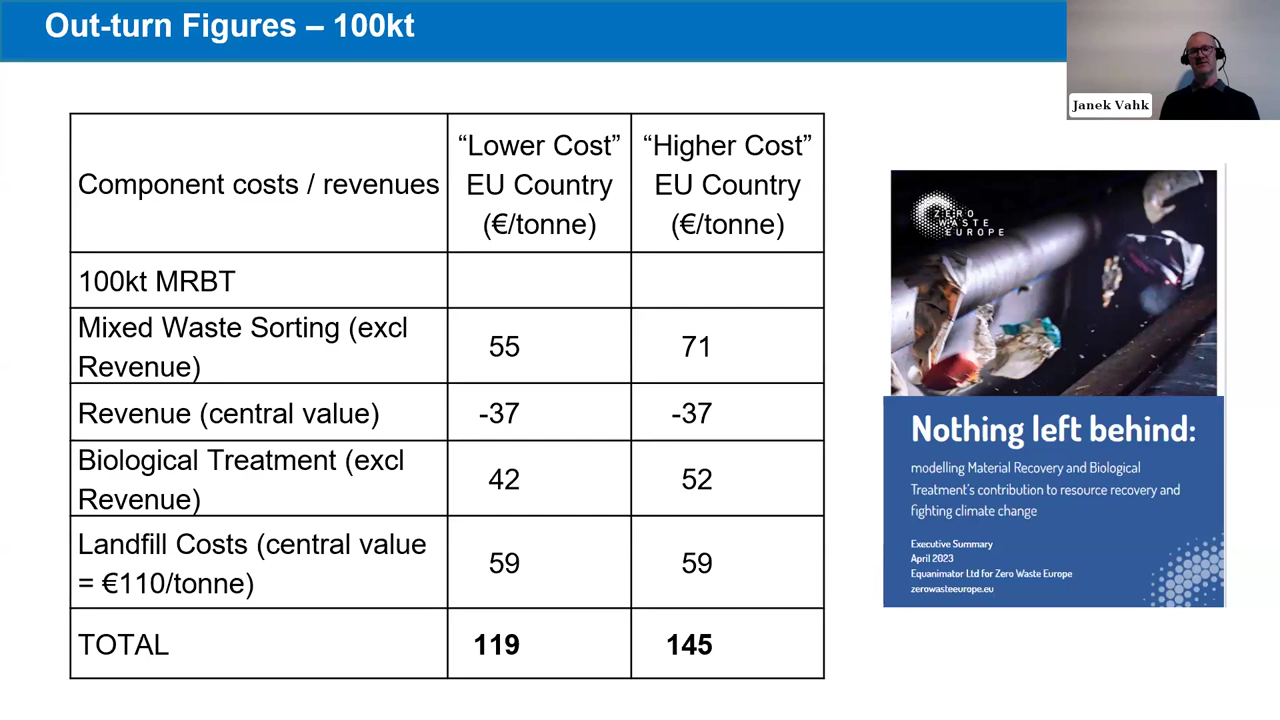 Out-turn Figures – 100kt
Janek Vahk
Component costs / revenues
“Lower Cost”
EU Country
(€/tonne)
“Higher Cost”
EU Country
(€/tonne)
100kt MRBT
Mixed Waste Sorting (excl
Revenue)
55
71
Revenue (central value)
-37
-37
Biological Treatment (excl
Revenue)
42
52
Landfill Costs (central value
= €110/tonne)
59
59
TOTAL
119
145
ZERO
WASTE
EUROPE
Nothing left behind:
modelling Material Recovery and Biological
Treatment's contribution to resource recovery and
fighting climate change
Executive Summary
April 2023
Equanimator Ltd for Zero Waste Europe
zerowasteeurope.eu